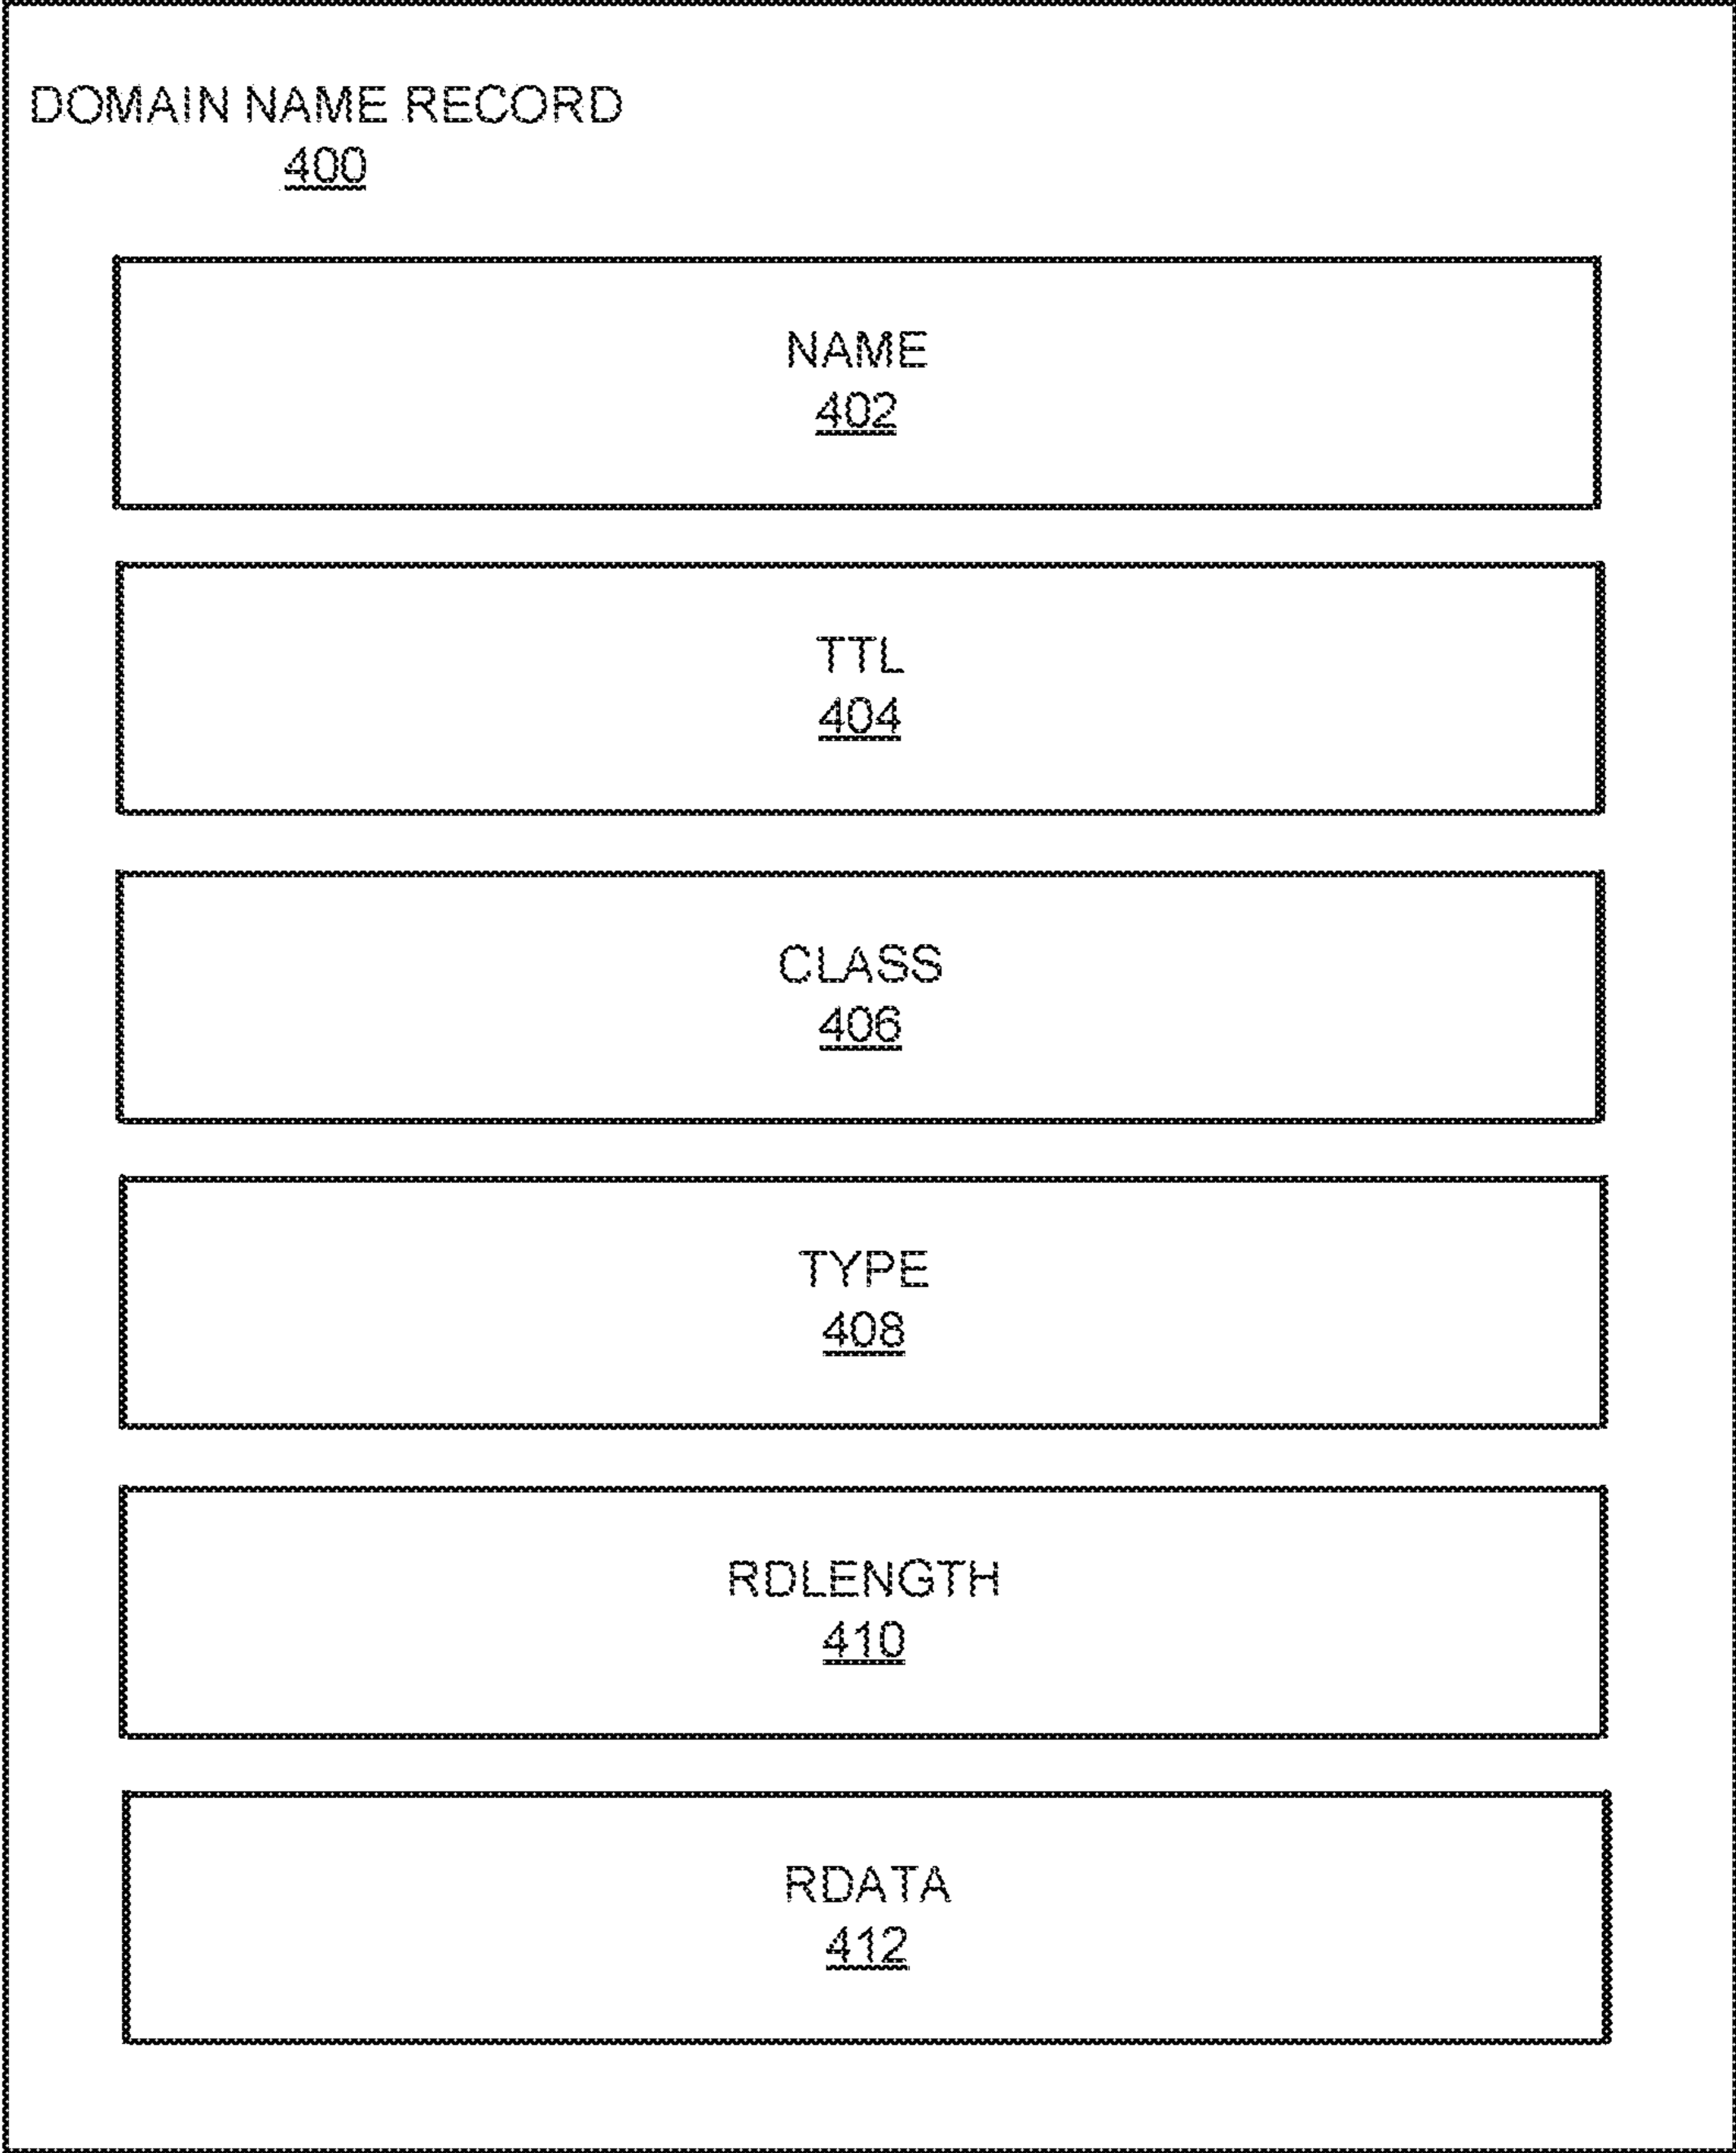 DOMAIN NAME RECORD
400
NAME
402
TTL
404
CLASS
406
TYPE
408
RDLENGTH
410
RDATA
412